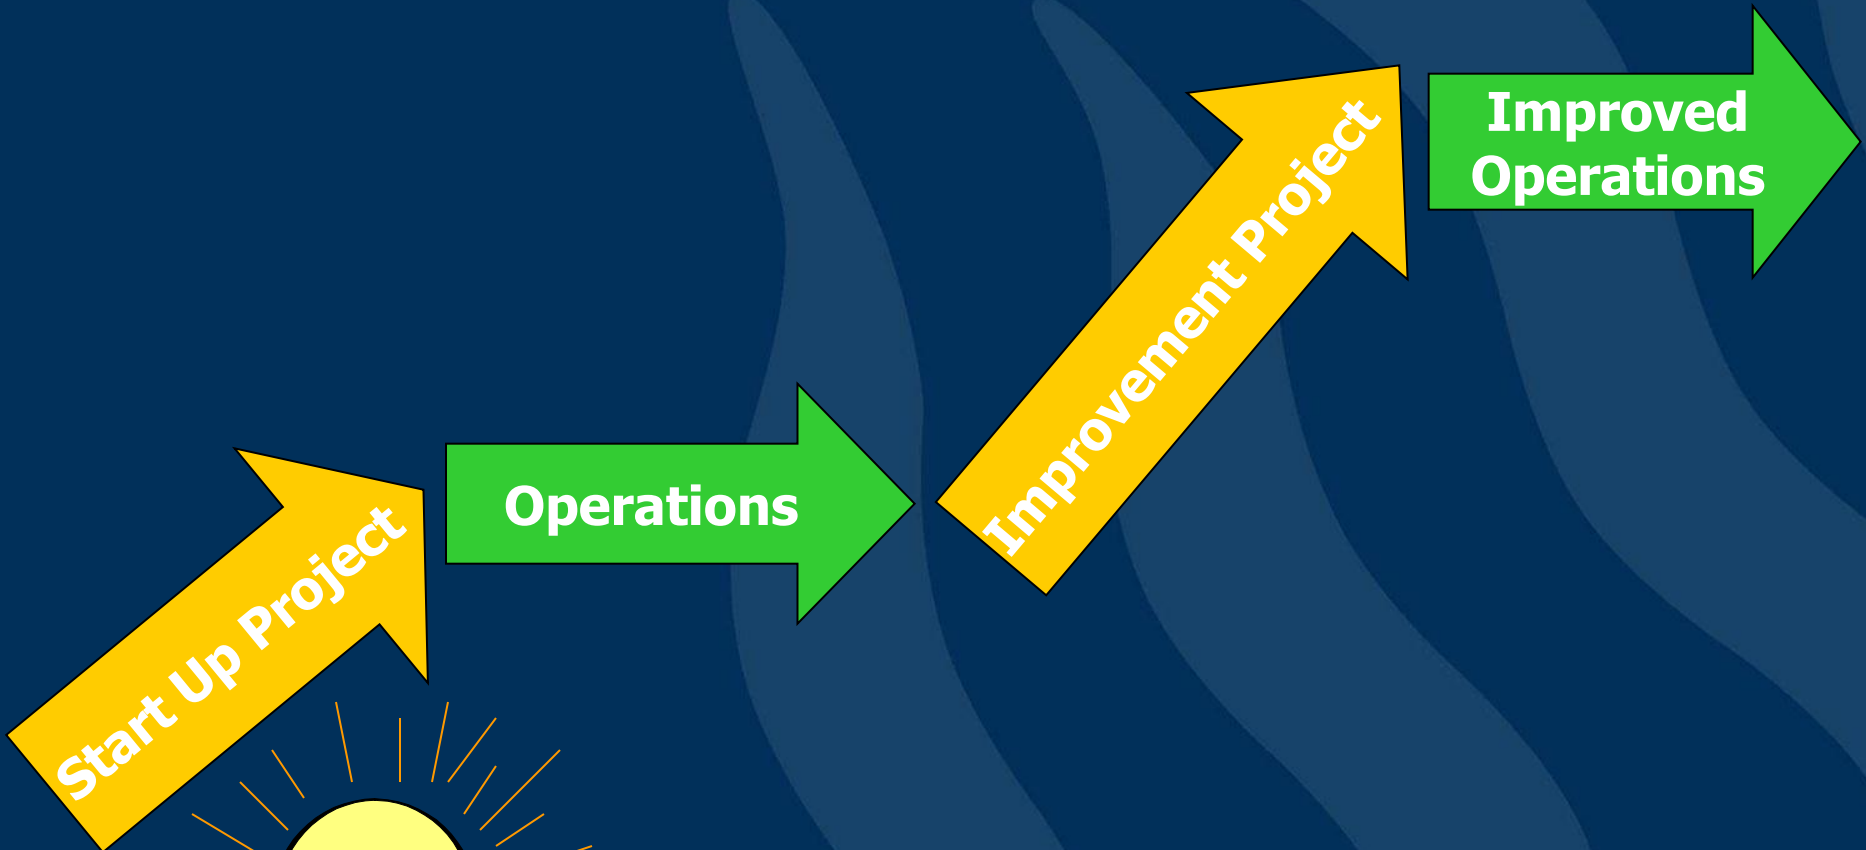 Start Up Project
Operations
Improvement Project
Improved
Operations